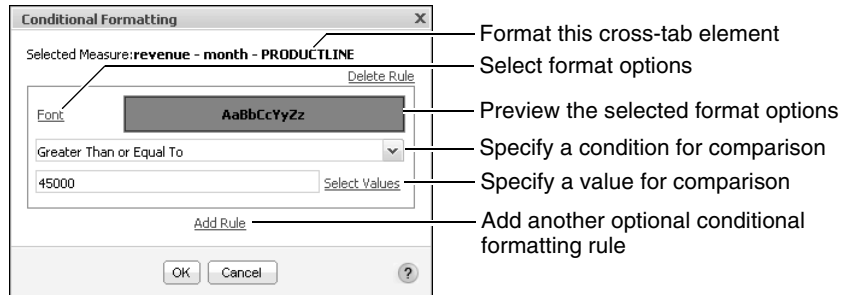 Conditional Formatting X
Selected Measure:revenue - month - PRODUCTLINE
Delete Rule
Font
AaBbCcYyZz
Greater Than or Equal To
45000
Select Values
Add Rule
OK
Cancel
?
Format this cross-tab element
Select format options
Preview the selected format options
Specify a condition for comparison
Specify a value for comparison
Add another optional conditional
formatting rule